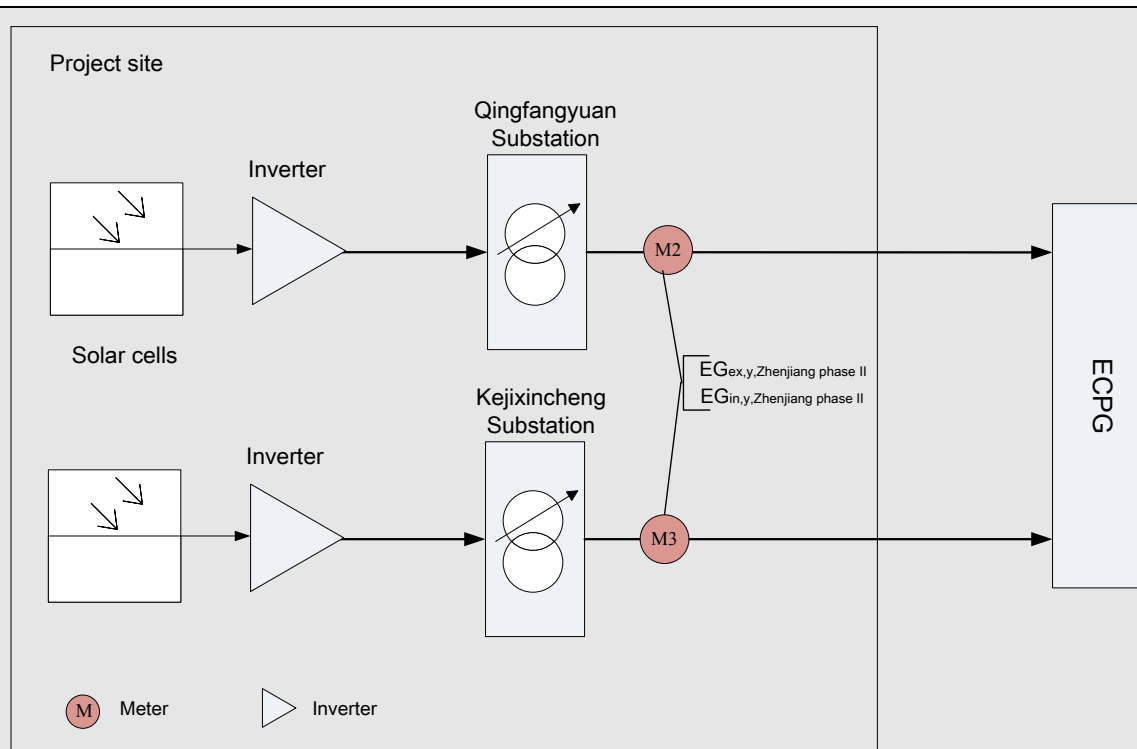 Project site
Qingfangyuan
Substation
Inverter
M2
Solar cells
EGex,y,Zhenjiang phase II
EGin,y,Zhenjiang phase II
ECPG
Kejixincheng
Substation
Inverter
M3
M Meter
Inverter